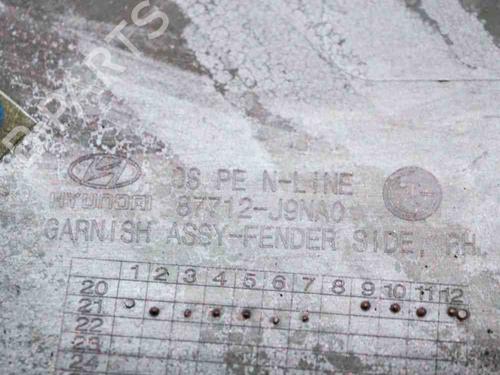 B-PARTS
OS PE N-LINE
HYUNDAI 87712-J9NA0
GARNISH ASSY-FENDER SIDE, RH
1 2 3 4 5 6 7 8 9 10 11 12
20
21
22
23
24